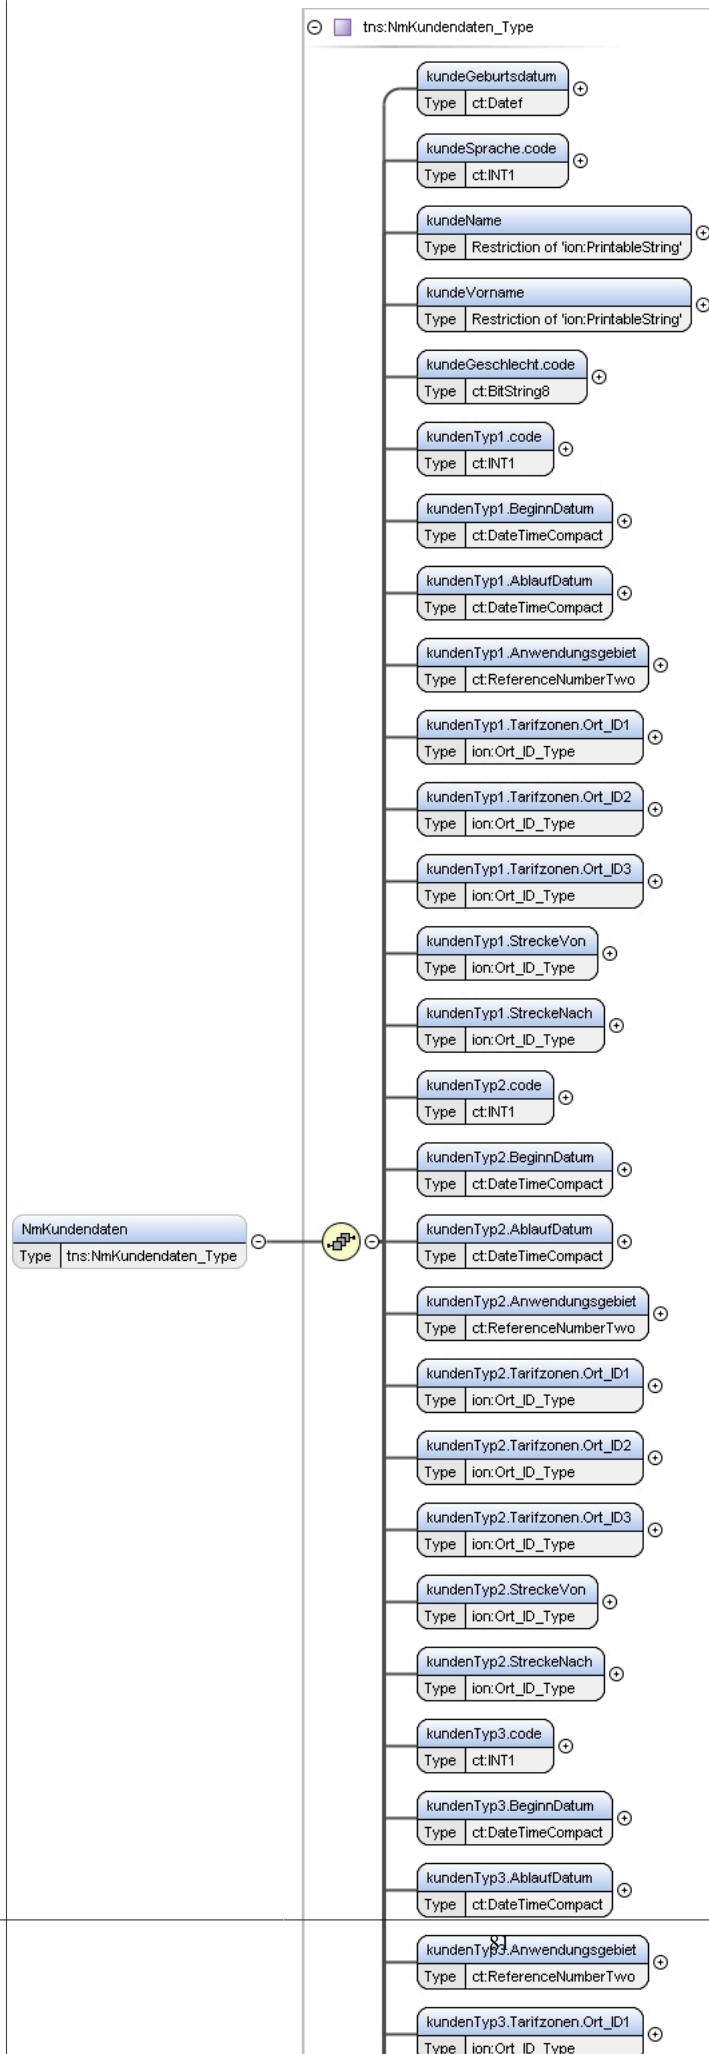 tns:NmKundendaten_Type
kundeGeburtsdatum
Type ct:Datef
kundeSprache.code
Type ct:INT1
kundeName
Type Restriction of 'ion:PrintableString'
kundeVorname
Type Restriction of 'ion:PrintableString'
kundeGeschlecht.code
Type ct:BitString8
kundenTyp1.code
Type ct:INT1
kundenTyp1.BeginnDatum
Type ct:DateTimeCompact
kundenTyp1.AblaufDatum
Type ct:DateTimeCompact
kundenTyp1.Anwendungsgebiet
Type ct:ReferenceNumberTwo
kundenTyp1.Tarifzonen.Ort_ID1
Type ion:Ort_ID_Type
kundenTyp1.Tarifzonen.Ort_ID2
Type ion:Ort_ID_Type
kundenTyp1.Tarifzonen.Ort_ID3
Type ion:Ort_ID_Type
kundenTyp1.StreckeVon
Type ion:Ort_ID_Type
kundenTyp1.StreckeNach
Type ion:Ort_ID_Type
kundenTyp2.code
Type ct:INT1
kundenTyp2.BeginnDatum
Type ct:DateTimeCompact
NmKundendaten
Type tns:NmKundendaten_Type
kundenTyp2.AblaufDatum
Type ct:DateTimeCompact
kundenTyp2.Anwendungsgebiet
Type ct:ReferenceNumberTwo
kundenTyp2.Tarifzonen.Ort_ID1
Type ion:Ort_ID_Type
kundenTyp2.Tarifzonen.Ort_ID2
Type ion:Ort_ID_Type
kundenTyp2.Tarifzonen.Ort_ID3
Type ion:Ort_ID_Type
kundenTyp2.StreckeVon
Type ion:Ort_ID_Type
kundenTyp2.StreckeNach
Type ion:Ort_ID_Type
kundenTyp3.code
Type ct:INT1
kundenTyp3.BeginnDatum
Type ct:DateTimeCompact
kundenTyp3.AblaufDatum
Type ct:DateTimeCompact
81
kundenTyp3.Anwendungsgebiet
Type ct:ReferenceNumberTwo
kundenTyp3.Tarifzonen.Ort_ID1
Type ion:Ort_ID_Type